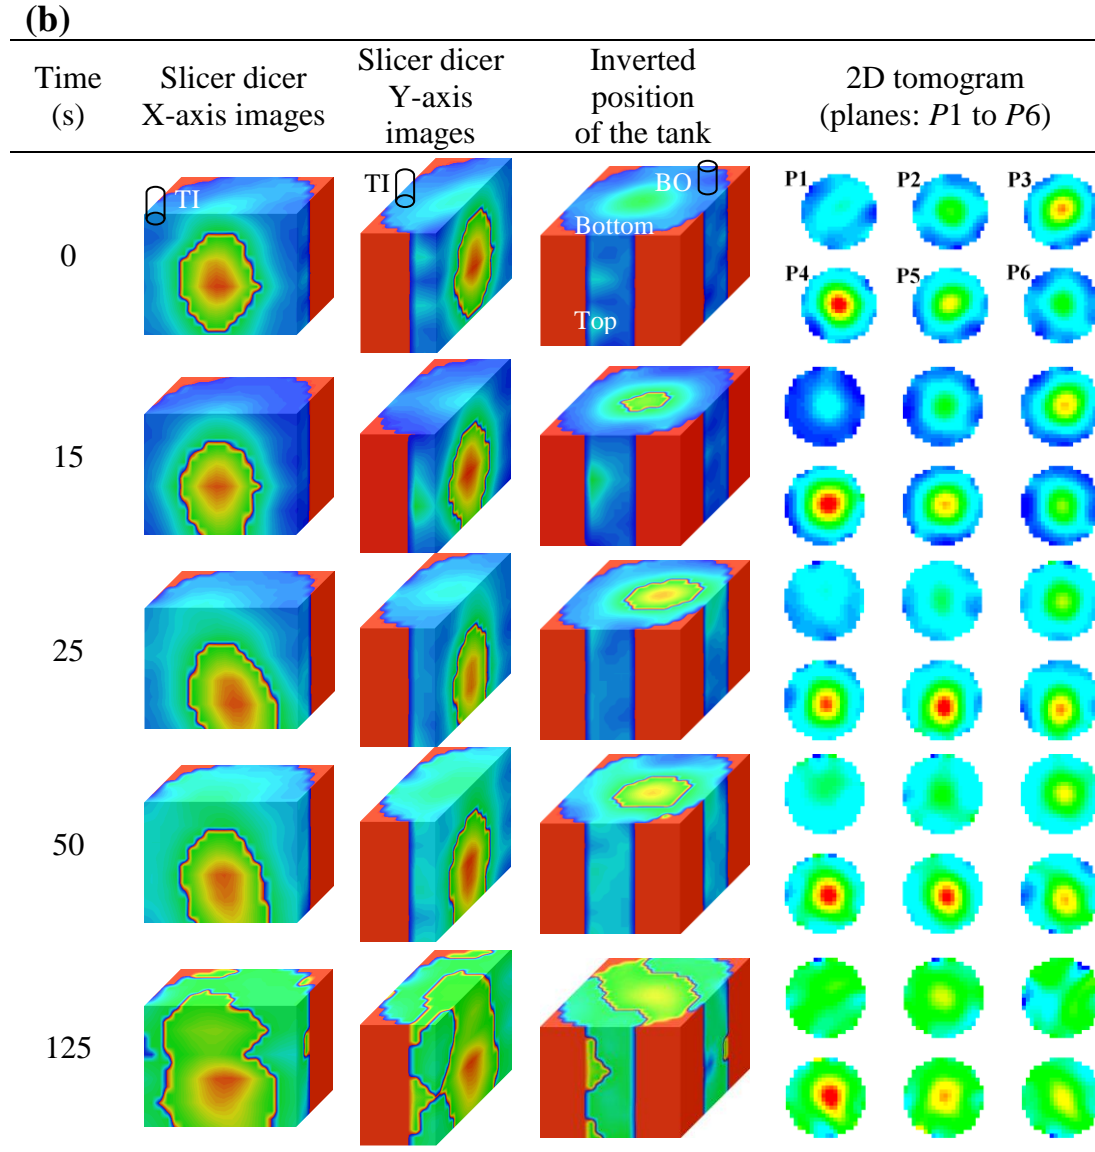 (b)
Time
(s)
Slicer dicer
X-axis images
Slicer dicer
Y-axis
images
Inverted
position
of the tank
2D tomogram
(planes: P1 to P6)
0
TI
TI
BO
Bottom
Top
P1
P2
P3
P4
P5
P6
15
25
50
125